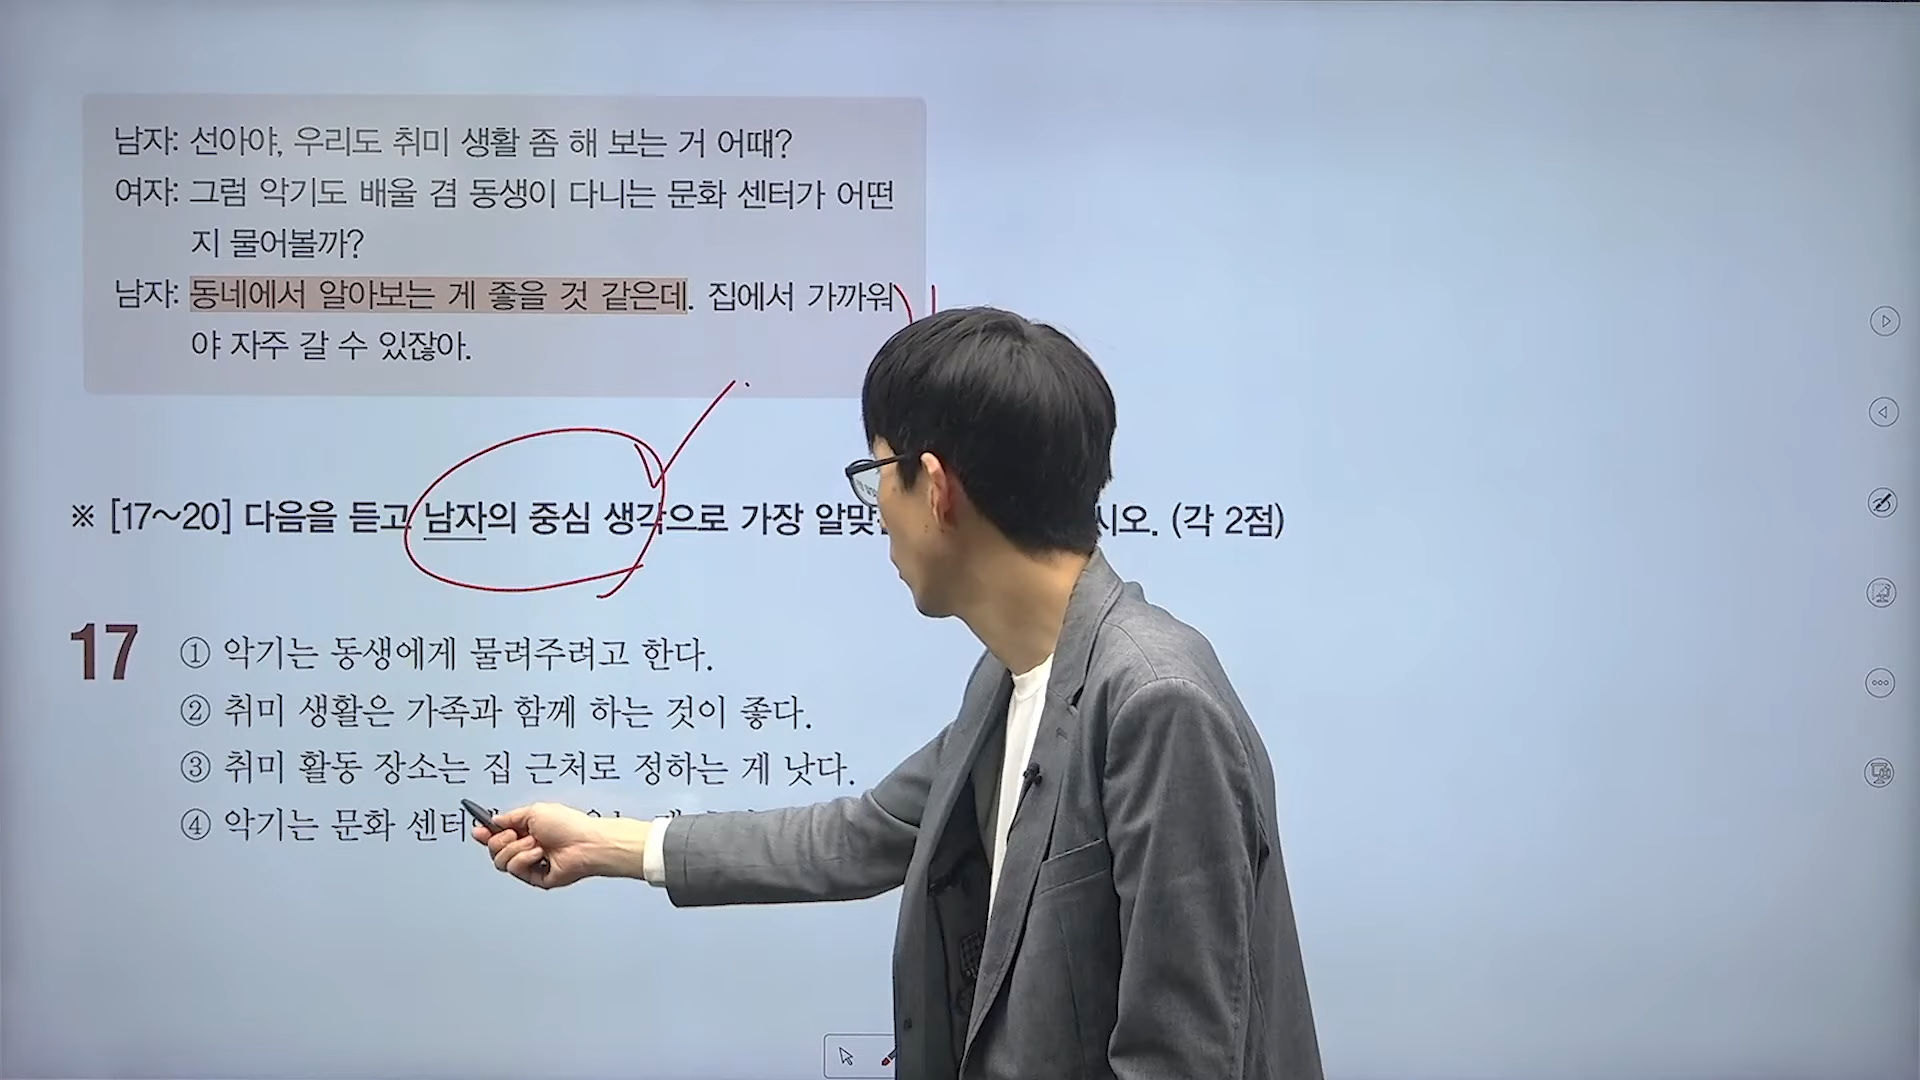 남자: 선아야, 우리도 취미 생활 좀 해 보는 거 어때?
여자: 그럼 악기도 배울 겸 동생이 다니는 문화 센터가 어떤
지 물어볼까?
남자: 동네에서 알아보는 게 좋을 것 같은데. 집에서 가까워
야 자주 갈 수 있잖아.
※ [17~20] 다음을 듣고 남자의 중심 생각으로 가장 시오. (각 2점)
17 ① 악기는 동생에게 물려주려고 한다.
② 취미 생활은 가족과 함께 하는 것이 좋다.
③ 취미 활동 장소는 집 근처로 정하는 게 낫다.
④ 악기는 문화